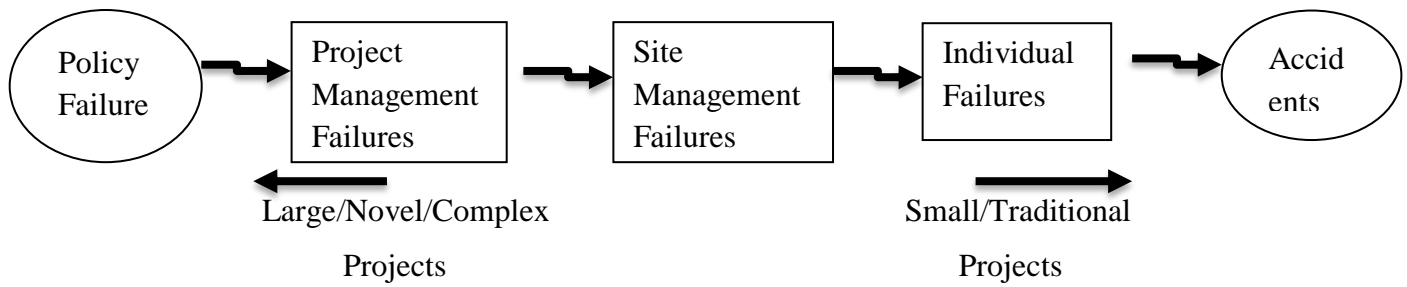 Policy
Failure
Project
Management
Failures
Site
Management
Failures
Individual
Failures
Accid
ents
Large/Novel/Complex
Projects
Small/Traditional
Projects